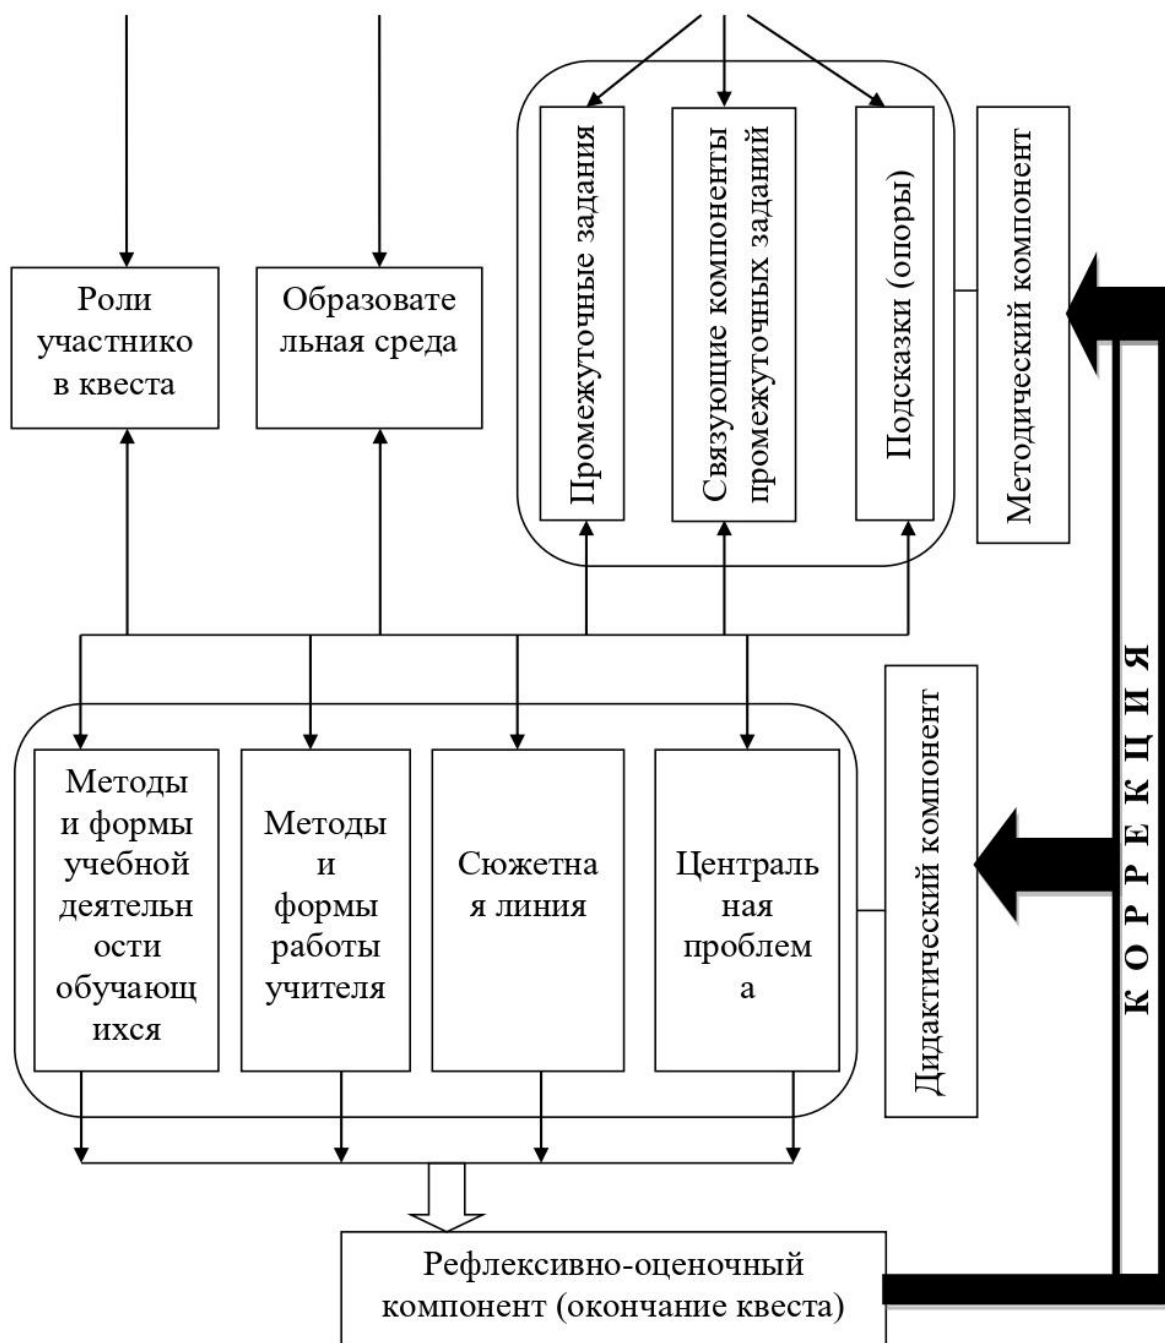 Роли
участнико
в квеста
Образовате
льная среда
Промежуточные задания
Связующие компоненты
промежуточных заданий
Подсказки (опоры)
Методический компонент
Методы
и формы
учебной
деятельн
ости
обучающ
ихся
Методы
и
формы
работы
учителя
Сюжетна
я линия
Централь
ная
проблем
а
Дидактический компонент
КОРРЕКЦИЯ
Рефлексивно-оценочный
компонент (окончание квеста)